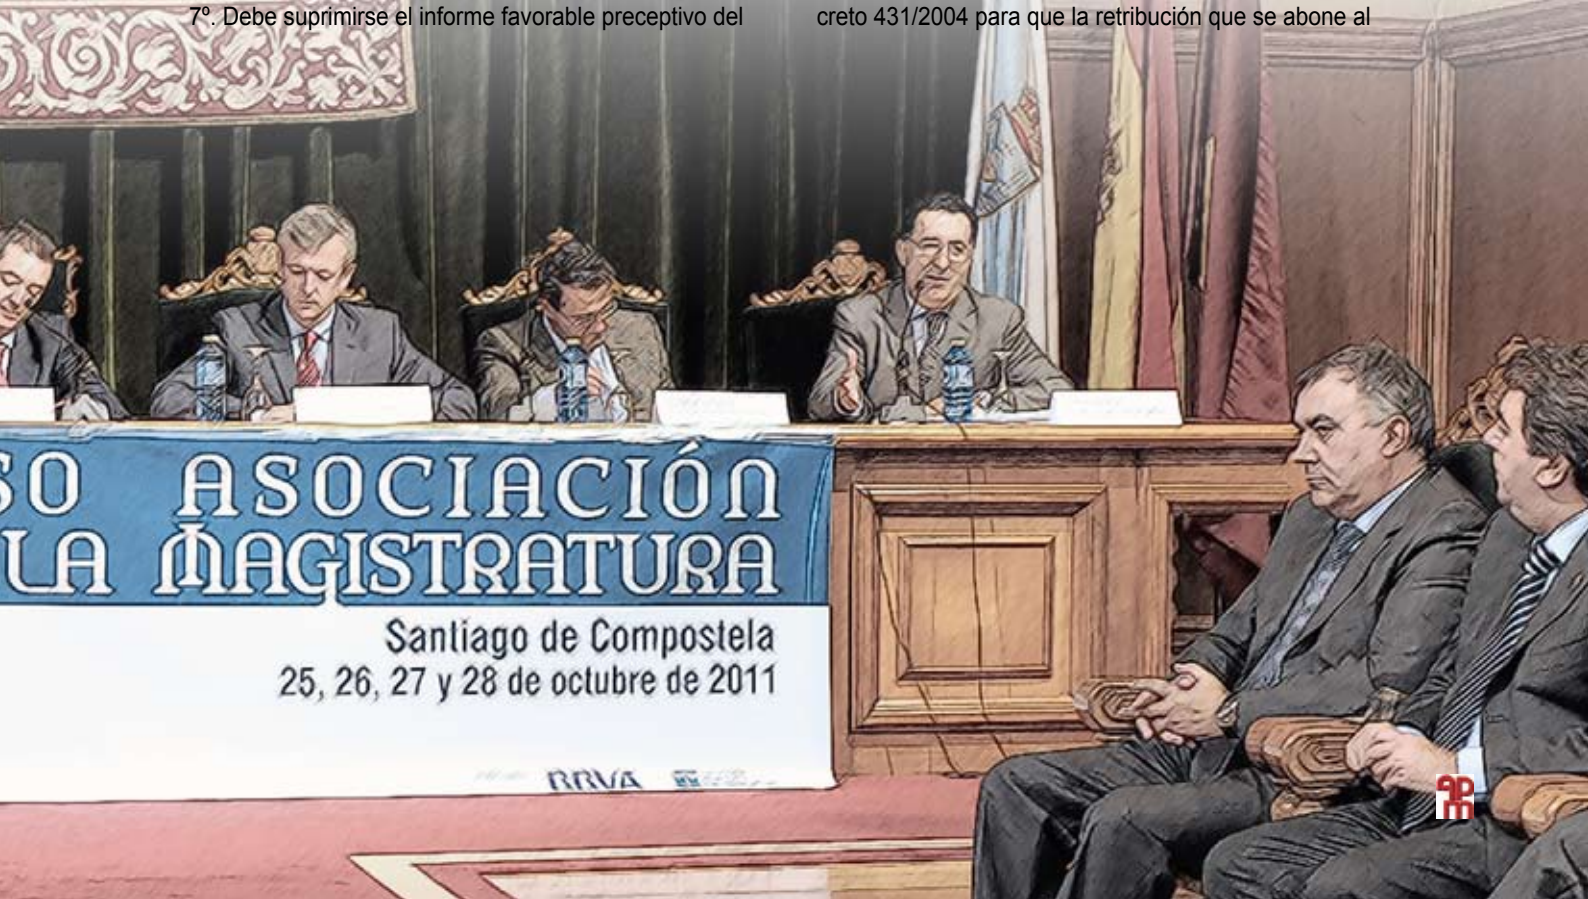 7º. Debe suprimirse el informe favorable preceptivo del
creto 431/2004 para que la retribución que se abone al
SO ASOCIACIÓN
LA MAGISTRATURA
Santiago de Compostela
25, 26, 27 y 28 de octubre de 2011
BBVA
apm